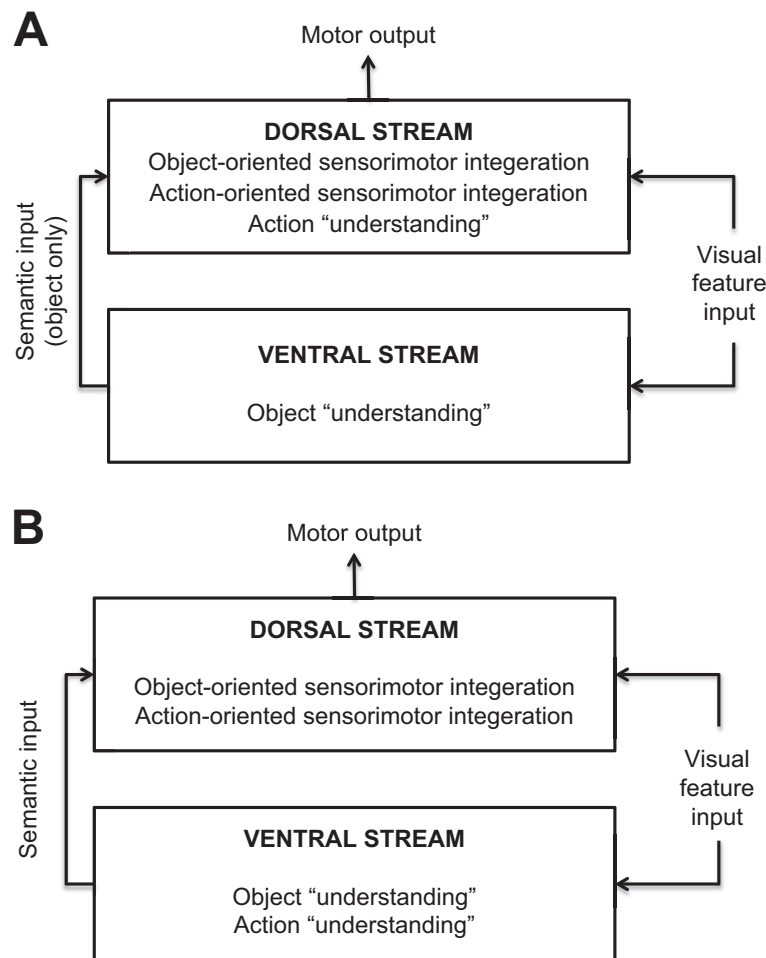 A
Motor output
DORSAL STREAM
Object-oriented sensorimotor integeration
Action-oriented sensorimotor integeration
Action “understanding”
Semantic input
(object only)
Visual
feature
input
VENTRAL STREAM
Object “understanding”
B
Motor output
DORSAL STREAM
Object-oriented sensorimotor integeration
Action-oriented sensorimotor integeration
Semantic input
Visual
feature
input
VENTRAL STREAM
Object “understanding”
Action “understanding”